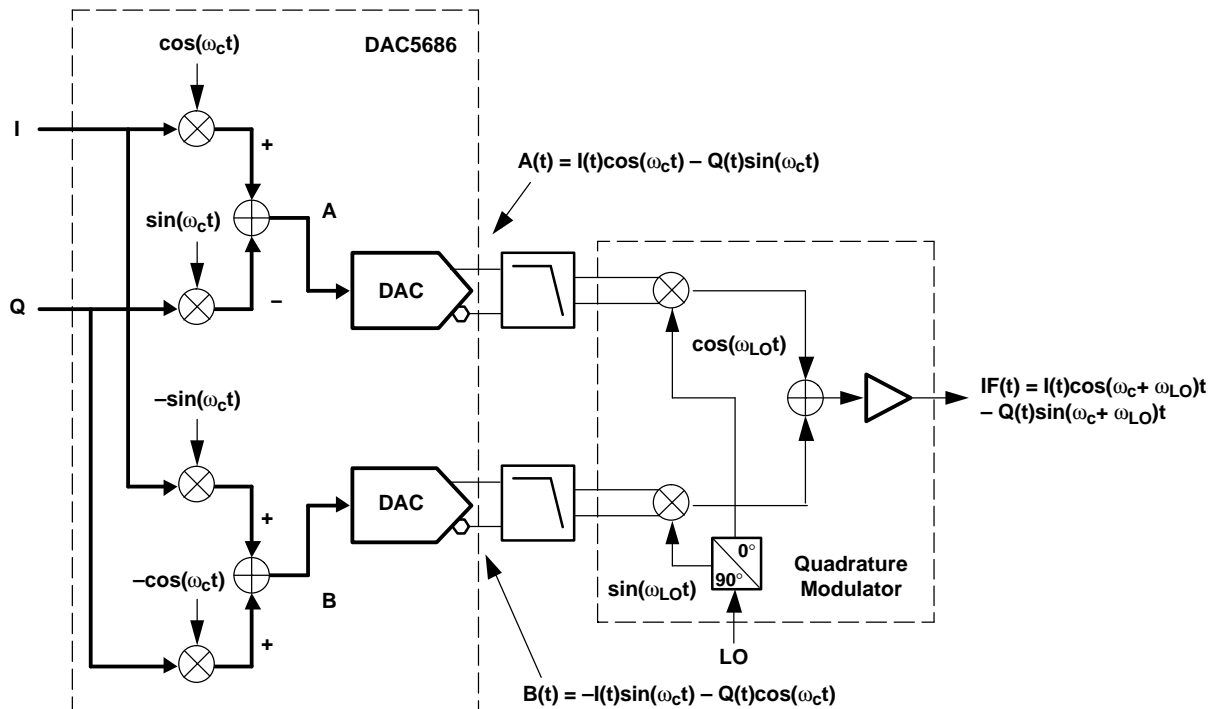 cos(ωct)
DAC5686
I
+
A(t) = I(t)cos(ωct) – Q(t)sin(ωct)
A
sin(ωct)
DAC
Q
–
cos(ωLOt)
IF(t) = I(t)cos(ωc+ ωLO)t
– Q(t)sin(ωc+ ωLO)t
–sin(ωct)
DAC
+
0°
90°
Quadrature
Modulator
–cos(ωct)
B
sin(ωLOt)
+
LO
B(t) = –I(t)sin(ωct) – Q(t)cos(ωct)